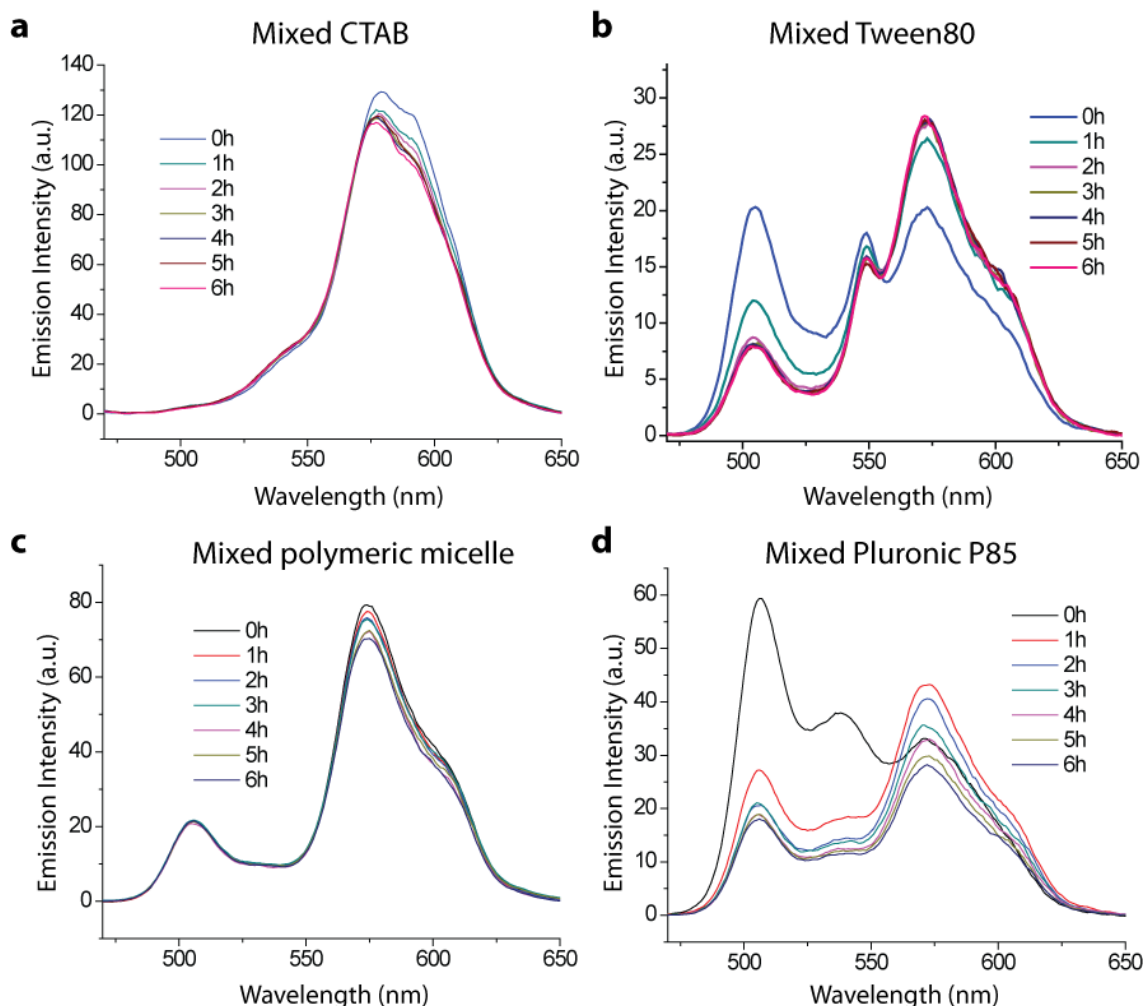 a
Mixed CTAB
140
120
100
80
60
40
20
0
Emission Intensity (a.u.)
0h
1h
2h
3h
4h
5h
6h
500
550
600
650
Wavelength (nm)
b
Mixed Tween80
30
25
20
15
10
5
0
Emission Intensity (a.u.)
0h
1h
2h
3h
4h
5h
6h
500
550
600
650
Wavelength (nm)
c
Mixed polymeric micelle
80
60
40
20
0
Emission Intensity (a.u.)
0h
1h
2h
3h
4h
5h
6h
500
550
600
650
Wavelength (nm)
d
Mixed Pluronic P85
60
50
40
30
20
10
0
Emission Intensity (a.u.)
0h
1h
2h
3h
4h
5h
6h
500
550
600
650
Wavelength (nm)